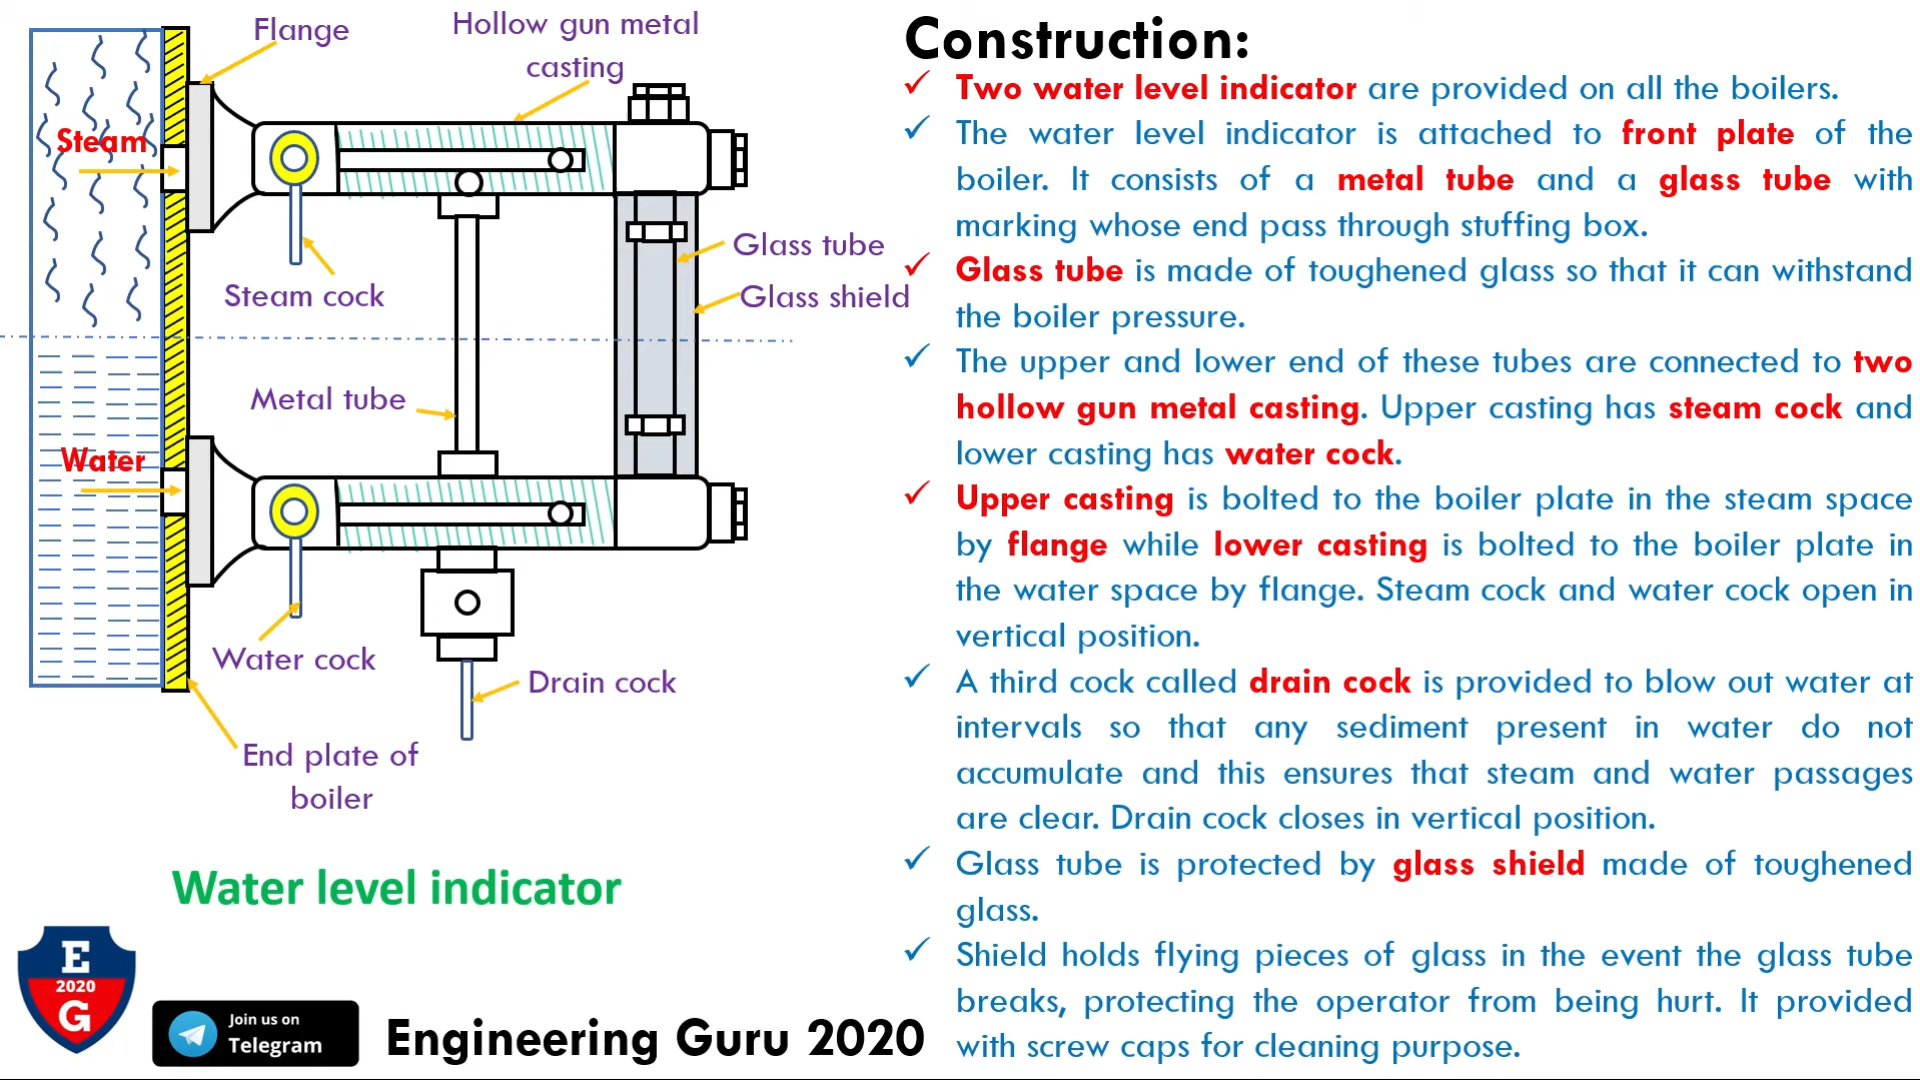 Flange
Hollow gun metal
casting
Steam
Steam cock
Glass tube
Glass shield
Metal tube
Water
Water cock
Drain cock
End plate of
boiler
Water level indicator
E
2020
G
Join us on
Telegram
Engineering Guru 2020
Construction:
✓ Two water level indicator are provided on all the boilers.
✓ The water level indicator is attached to front plate of the
boiler. It consists of a metal tube and a glass tube with
marking whose end pass through stuffing box.
✓ Glass tube is made of toughened glass so that it can withstand
the boiler pressure.
✓ The upper and lower end of these tubes are connected to two
hollow gun metal casting. Upper casting has steam cock and
lower casting has water cock.
✓ Upper casting is bolted to the boiler plate in the steam space
by flange while lower casting is bolted to the boiler plate in
the water space by flange. Steam cock and water cock open in
vertical position.
✓ A third cock called drain cock is provided to blow out water at
intervals so that any sediment present in water do not
accumulate and this ensures that steam and water passages
are clear. Drain cock closes in vertical position.
✓ Glass tube is protected by glass shield made of toughened
glass.
✓ Shield holds flying pieces of glass in the event the glass tube
breaks, protecting the operator from being hurt. It provided
with screw caps for cleaning purpose.